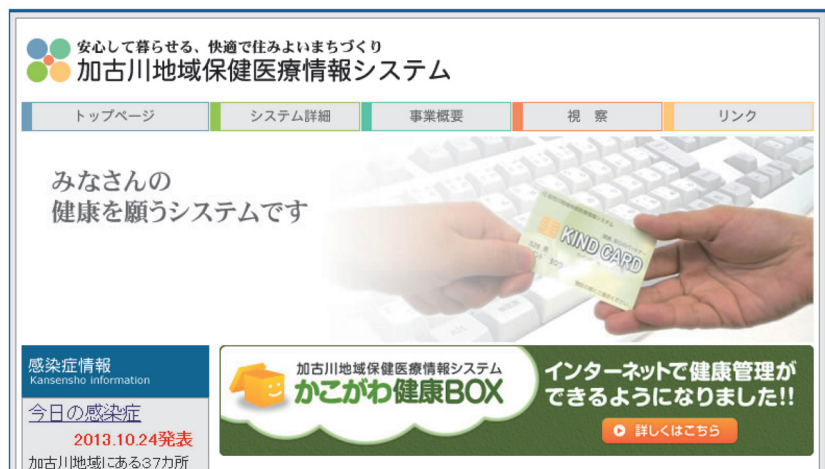 安心して暮らせる、快適で住みよいまちづくり
加古川地域保健医療情報システム
トップページ
システム詳細
事業概要
視 察
リンク
みなさんの
健康を願うシステムです
KIND CARD
感染症情報
Kansensho information
今日の感染症
2013.10.24発表
加古川地域にある37カ所
加古川地域保健医療情報システム
かこがわ健康BOX
インターネットで健康管理が
できるようになりました!!
詳しくはこちら